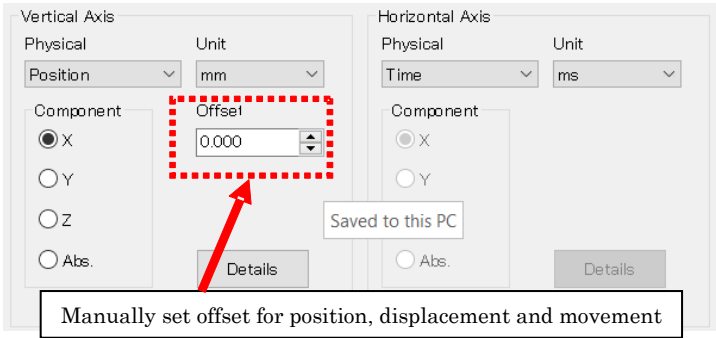 Vertical Axis
Physical
Unit
Position
mm
Component
Offset
X
0.000
Y
Z
Abs.
Details
Horizontal Axis
Physical
Unit
Time
ms
Component
X
Y
Saved to this PC
Abs.
Details
Manually set offset for position, displacement and movement